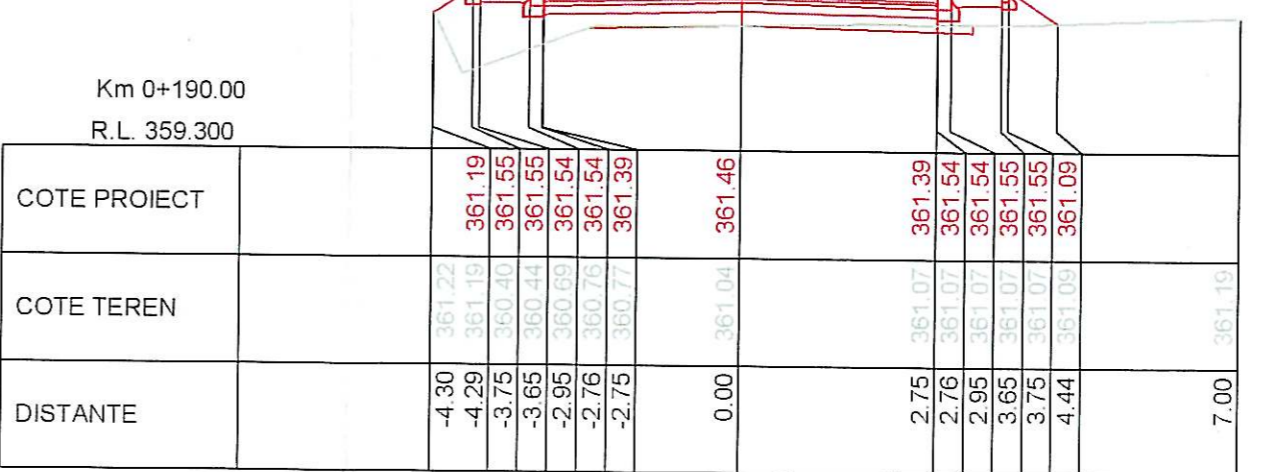 Km 0+190.00
R.L. 359.300
COTE PROIECT 361.19 361.55 361.55 361.54 361.54 361.39 361.46 361.39 361.54 361.54 361.55 361.55 361.09
COTE TEREN 361.22 361.19 360.40 360.44 360.69 360.76 360.77 361.04 361.07 361.07 361.07 361.07 361.07 361.09 361.19
DISTANTE -4.30 -4.29 -3.75 -3.65 -2.95 -2.76 -2.75 0.00 2.75 2.76 2.95 3.65 3.75 4.44 7.00